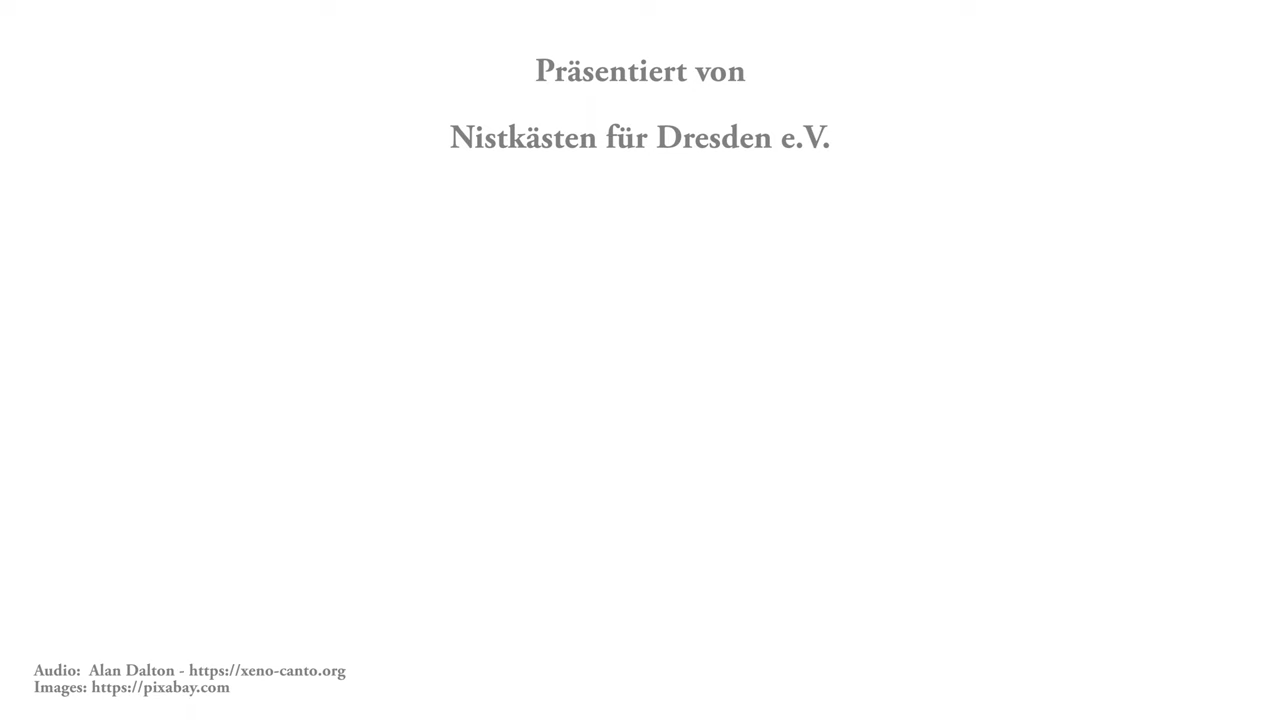 Präsentiert von
Nistkästen für Dresden e.V.
Audio:  Alan Dalton - https://xeno-canto.org
Images: https://pixabay.com